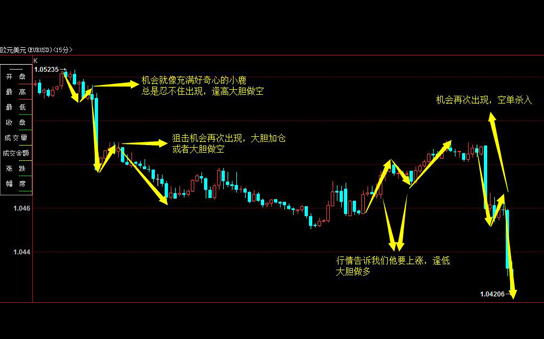 欧元美元(EURUSD)<15分>
K
1.05235
开 盘
最 高
最 低
收 盘
成交量
成交金额
涨 跌
幅 度
机会就像充满好奇心的小鹿
总是忍不住出现，逢高大胆做空
机会再次出现，空单杀入
狙击机会再次出现，大胆加仓
或者大胆做空
1.046
1.044
行情告诉我们他要上涨，逢低
大胆做多
1.04206